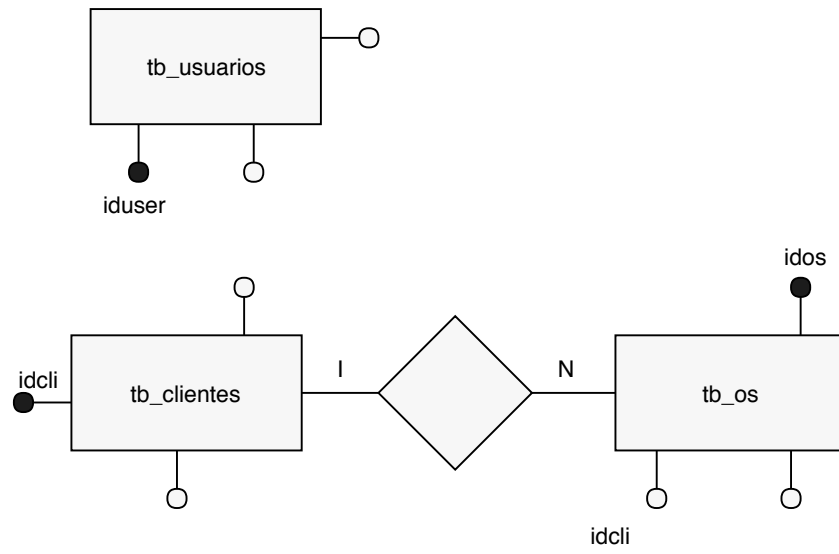 tb_usuarios
iduser
idos
idcli
tb_clientes
I
N
tb_os
idcli